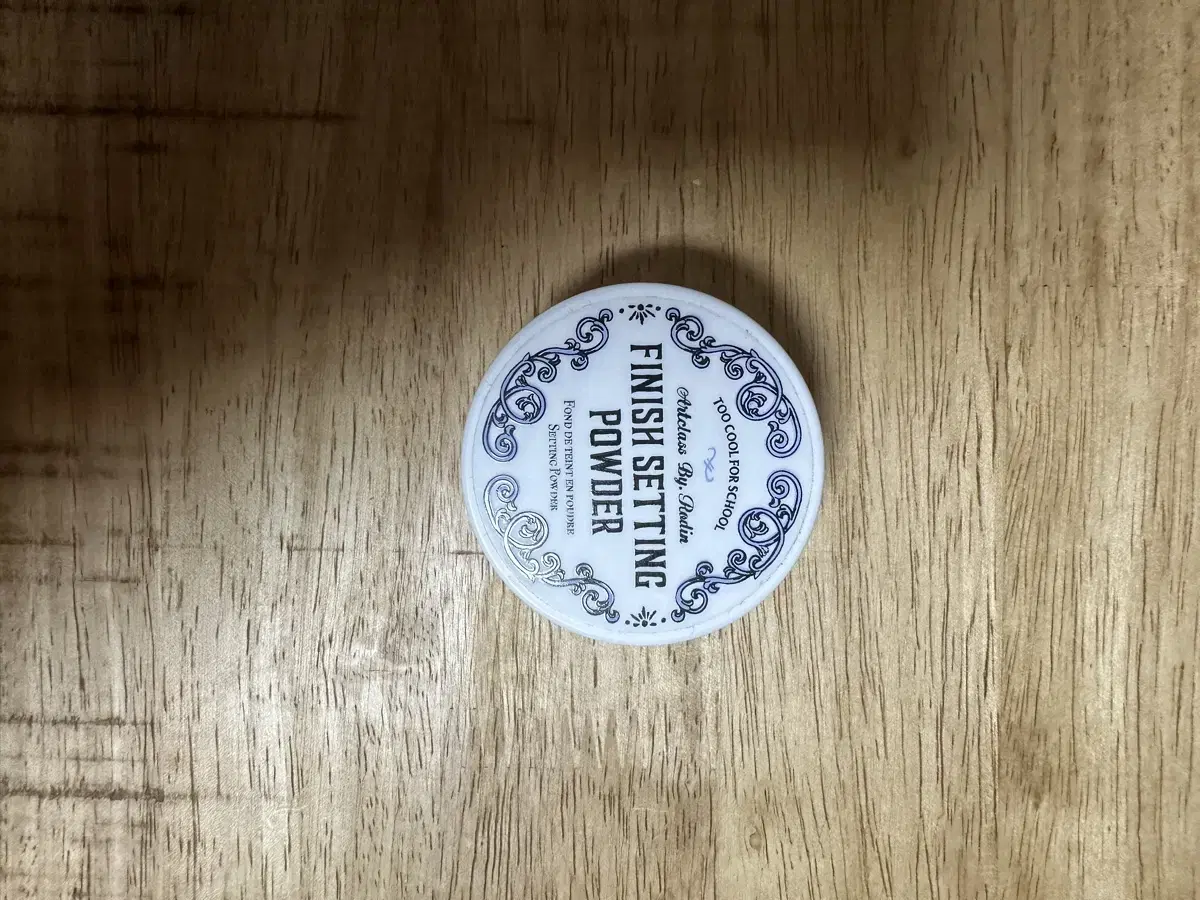 TOO COOL FOR SCHOOL
Artclass By. Rodin
FINISH SETTING
POWDER
FOND DE TEINT EN POUDRE
SETTING POWDER